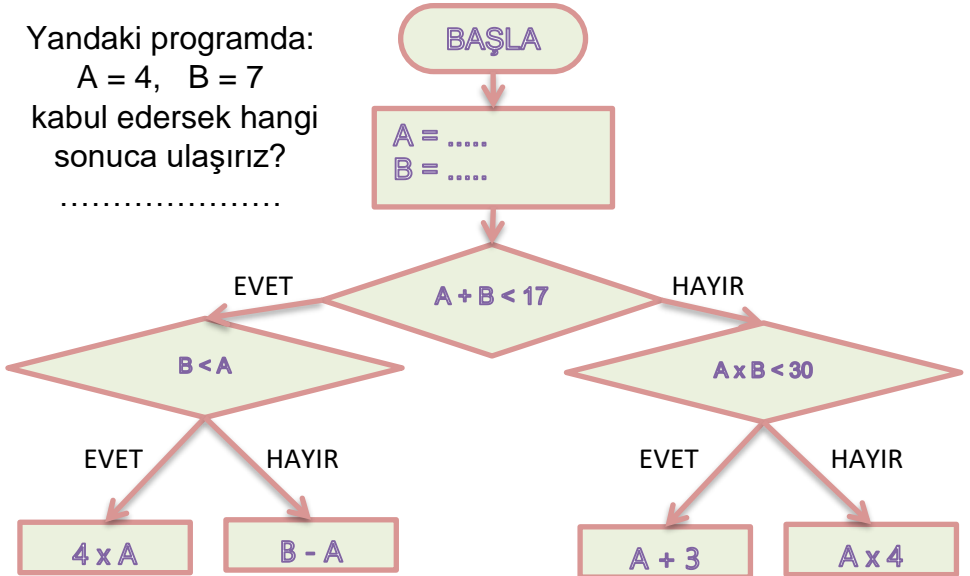 Yandaki programda:
A = 4, B = 7
kabul edersek hangi
sonuca ulaşırız?
…………………
BAŞLA
A = .....
B = .....
EVET
A + B < 17
HAYIR
B < A
A x B < 30
EVET
HAYIR
EVET
HAYIR
4 x A
B - A
A + 3
A x 4